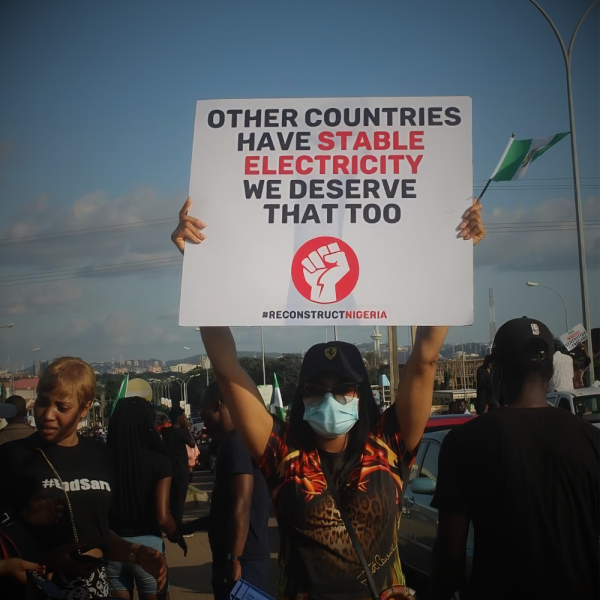 OTHER COUNTRIES
HAVE STABLE
ELECTRICITY
WE DESERVE
THAT TOO
#RECONSTRUCTNIGERIA
#EndSars